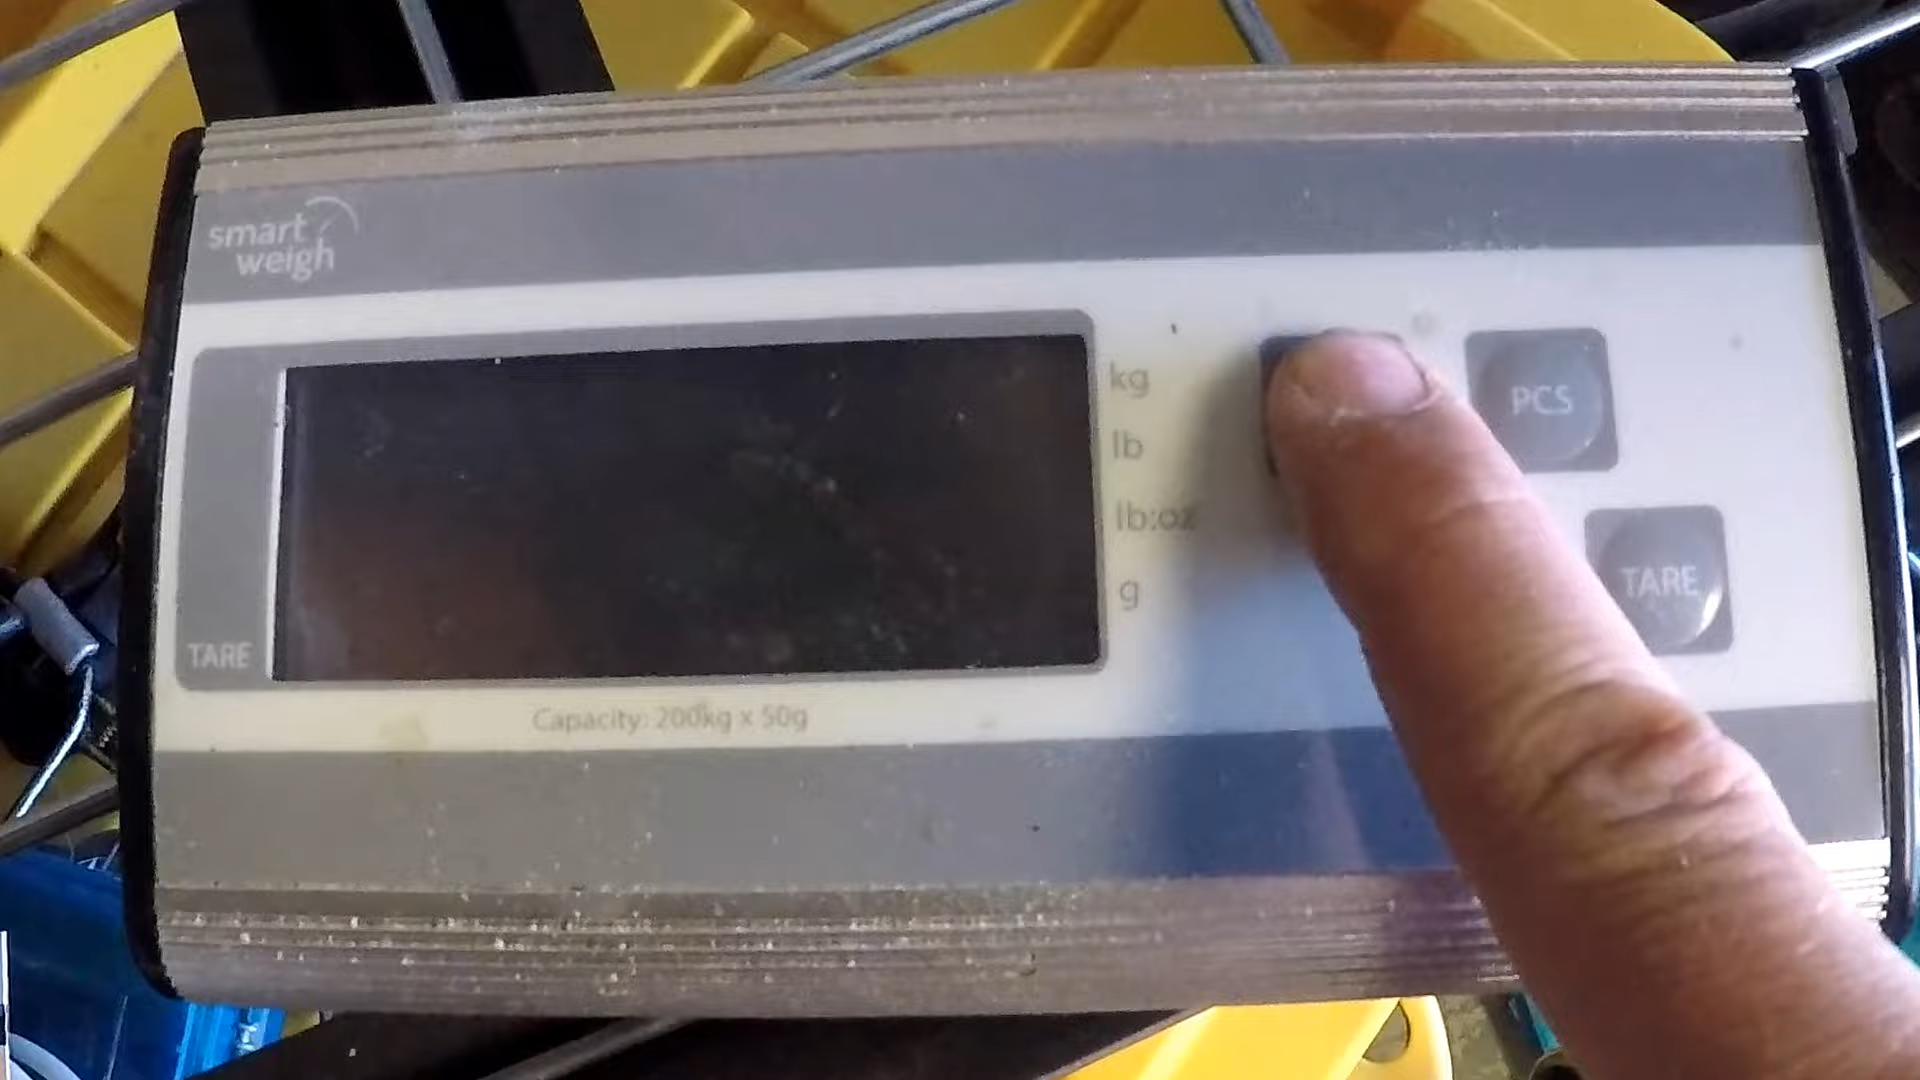 smart
weigh
kg
lb
lb:oz
g
PCS
TARE
TARE
Capacity: 200kg x 50g